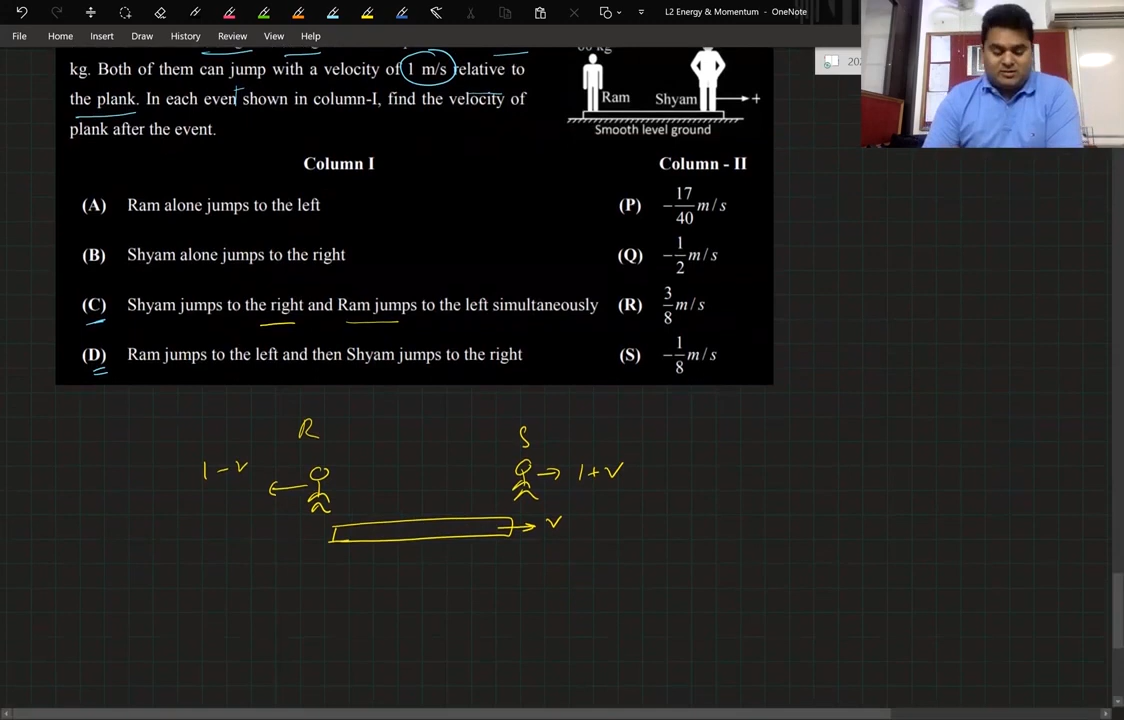 L2 Energy & Momentum - OneNote
File Home Insert Draw History Review View Help
kg. Both of them can jump with a velocity of 1 m/s relative to
the plank. In each event shown in column-I, find the velocity of
plank after the event.
kg
Ram Shyam +
Smooth level ground
202
Column I Column - II
(A) Ram alone jumps to the left (P) -17/40 m/s
(B) Shyam alone jumps to the right (Q) -1/2 m/s
(C) Shyam jumps to the right and Ram jumps to the left simultaneously (R) 3/8 m/s
(D) Ram jumps to the left and then Shyam jumps to the right (S) -1/8 m/s
R S
1-v 1+v
v